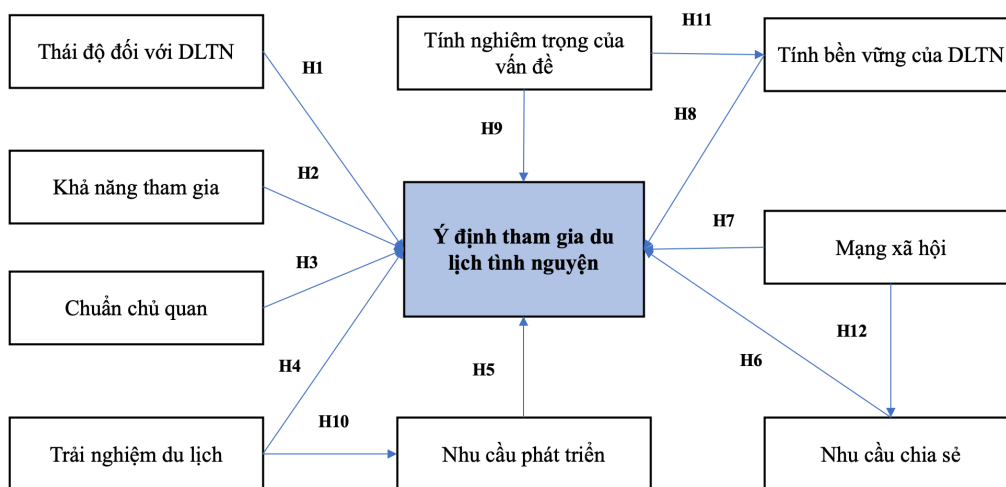 Thái độ đối với DLTN
H1
Tính nghiêm trọng của
vấn đề
H11
Tính bền vững của DLTN
H9
H8
Khả năng tham gia
H2
Ý định tham gia du
lịch tình nguyện
H7
Mạng xã hội
H3
Chuẩn chủ quan
H4
H5
H6
H12
Trải nghiệm du lịch
H10
Nhu cầu phát triển
Nhu cầu chia sẻ